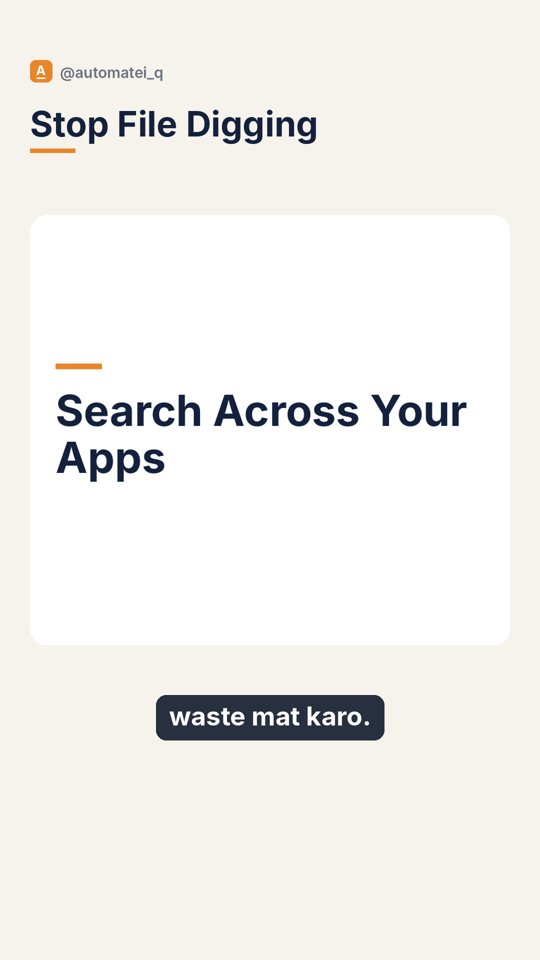 A
@automatei_q
Stop File Digging
Search Across Your
Apps
waste mat karo.